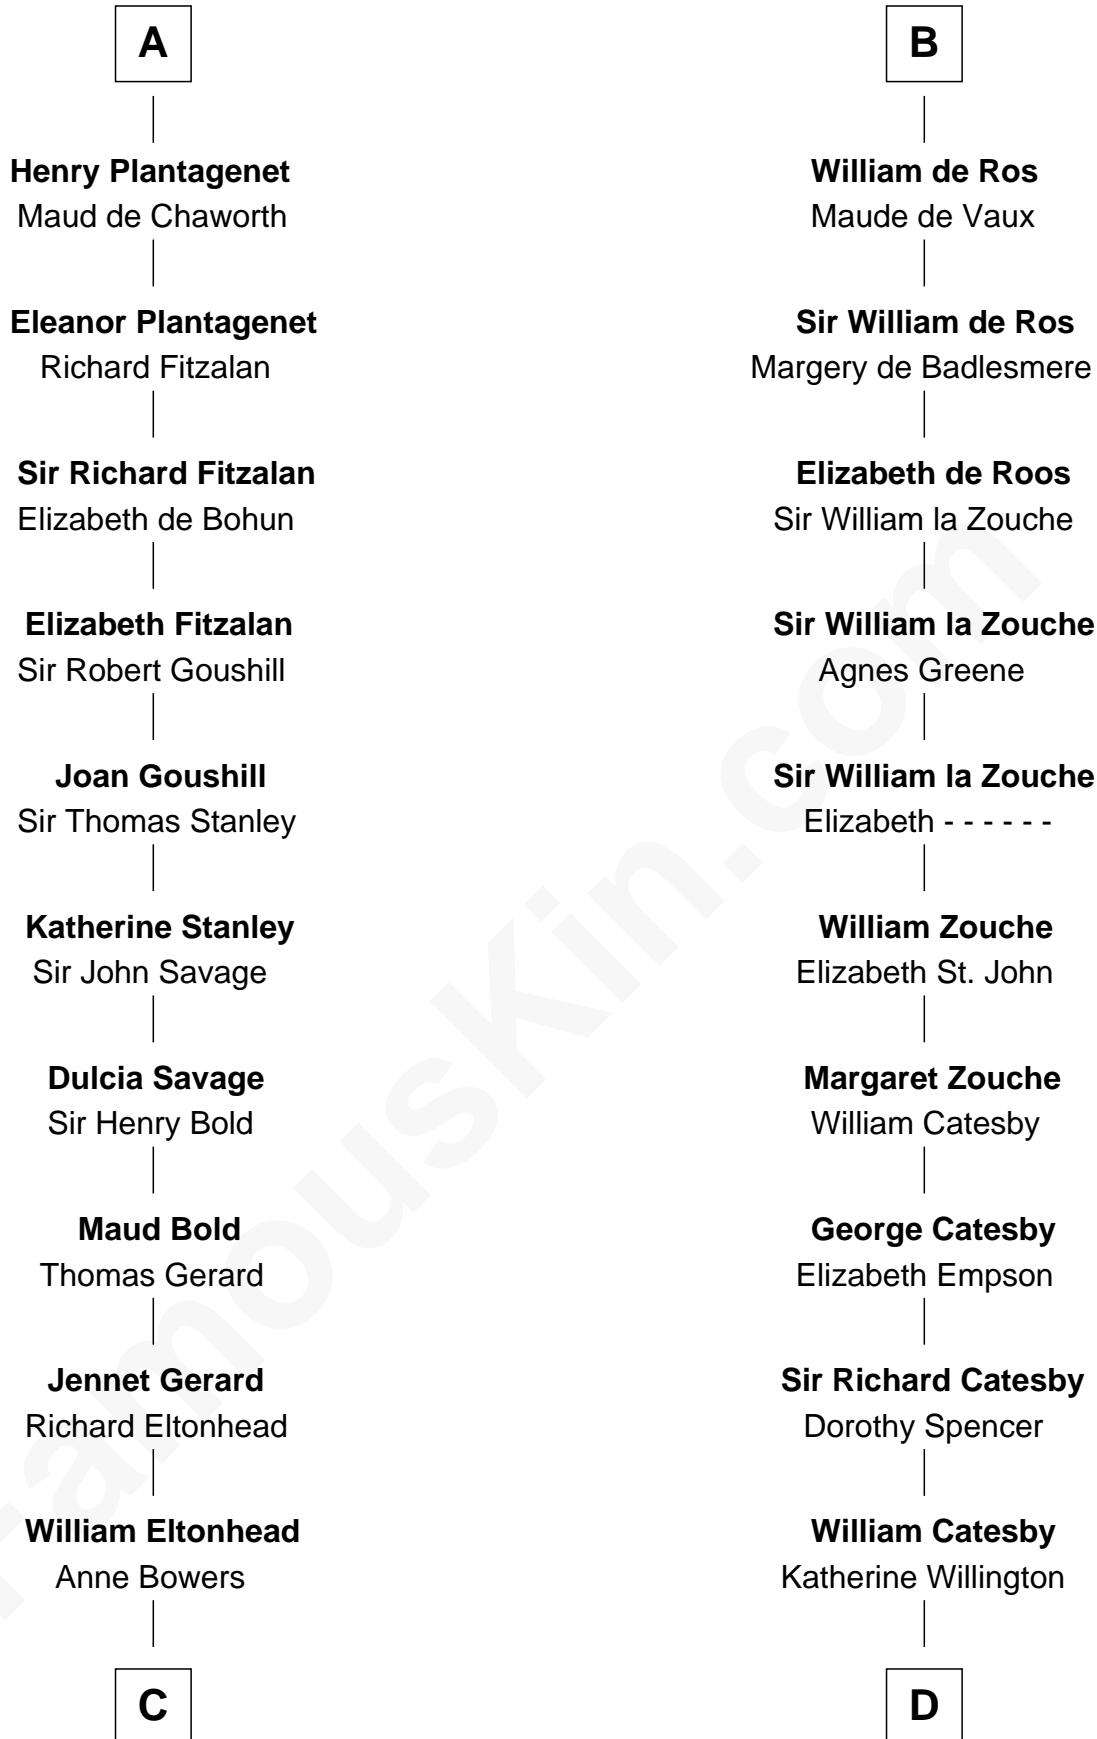 A
Henry Plantagenet
Maud de Chaworth
Eleanor Plantagenet
Richard Fitzalan
Sir Richard Fitzalan
Elizabeth de Bohun
Elizabeth Fitzalan
Sir Robert Goushill
Joan Goushill
Sir Thomas Stanley
Katherine Stanley
Sir John Savage
Dulcia Savage
Sir Henry Bold
Maud Bold
Thomas Gerard
Jennet Gerard
Richard Eltonhead
William Eltonhead
Anne Bowers
C
B
William de Ros
Maude de Vaux
Sir William de Ros
Margery de Badlesmere
Elizabeth de Roos
Sir William la Zouche
Sir William la Zouche
Agnes Greene
Sir William la Zouche
Elizabeth - - - - - -
William Zouche
Elizabeth St. John
Margaret Zouche
William Catesby
George Catesby
Elizabeth Empson
Sir Richard Catesby
Dorothy Spencer
William Catesby
Katherine Willington
D
FamousKin.com